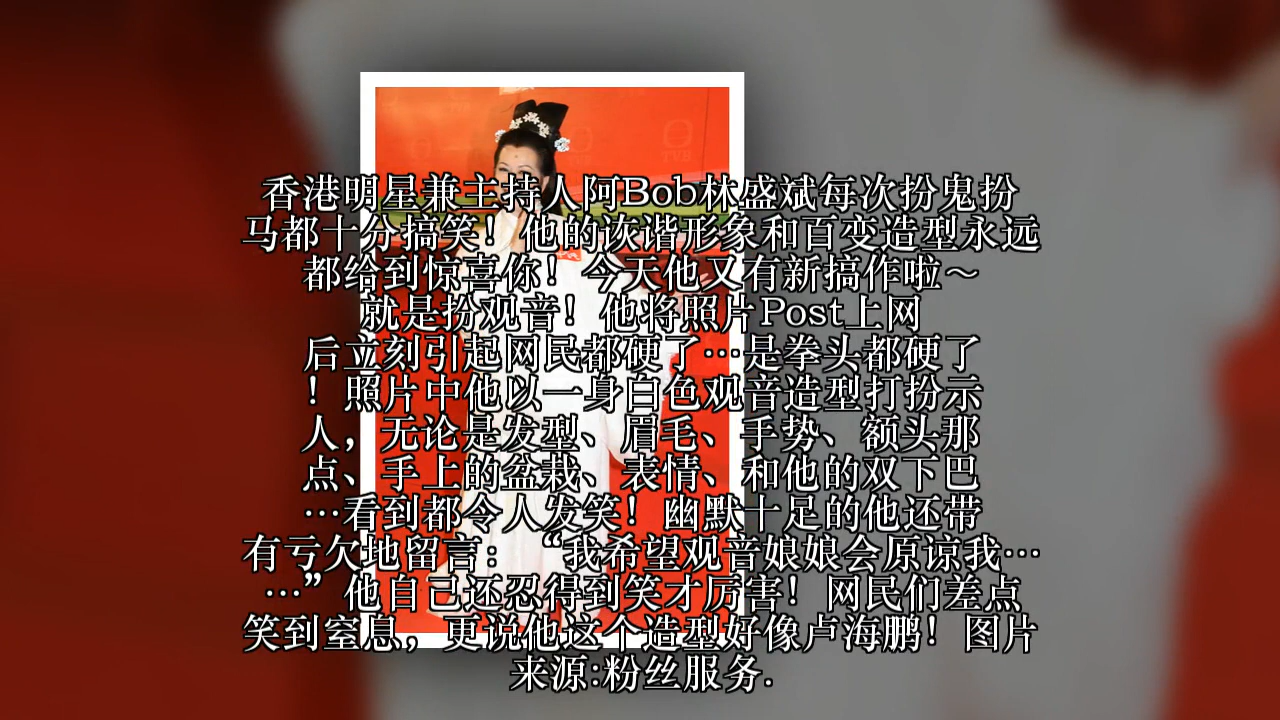 香港明星兼主持人阿Bob林盛斌每次扮鬼扮
马都十分搞笑！他的诙谐形象和百变造型永远
都给到惊喜你！今天他又有新搞作啦～
就是扮观音！他将照片Post上网
后立刻引起网民都硬了…是拳头都硬了
！照片中他以一身白色观音造型打扮示
人，无论是发型、眉毛、手势、额头那
点、手上的盆栽、表情、和他的双下巴
…看到都令人发笑！幽默十足的他还带
有亏欠地留言：“我希望观音娘娘会原谅我…
…”他自己还忍得到笑才厉害！网民们差点
笑到窒息，更说他这个造型好像卢海鹏！图片
来源:粉丝服务.
TVB